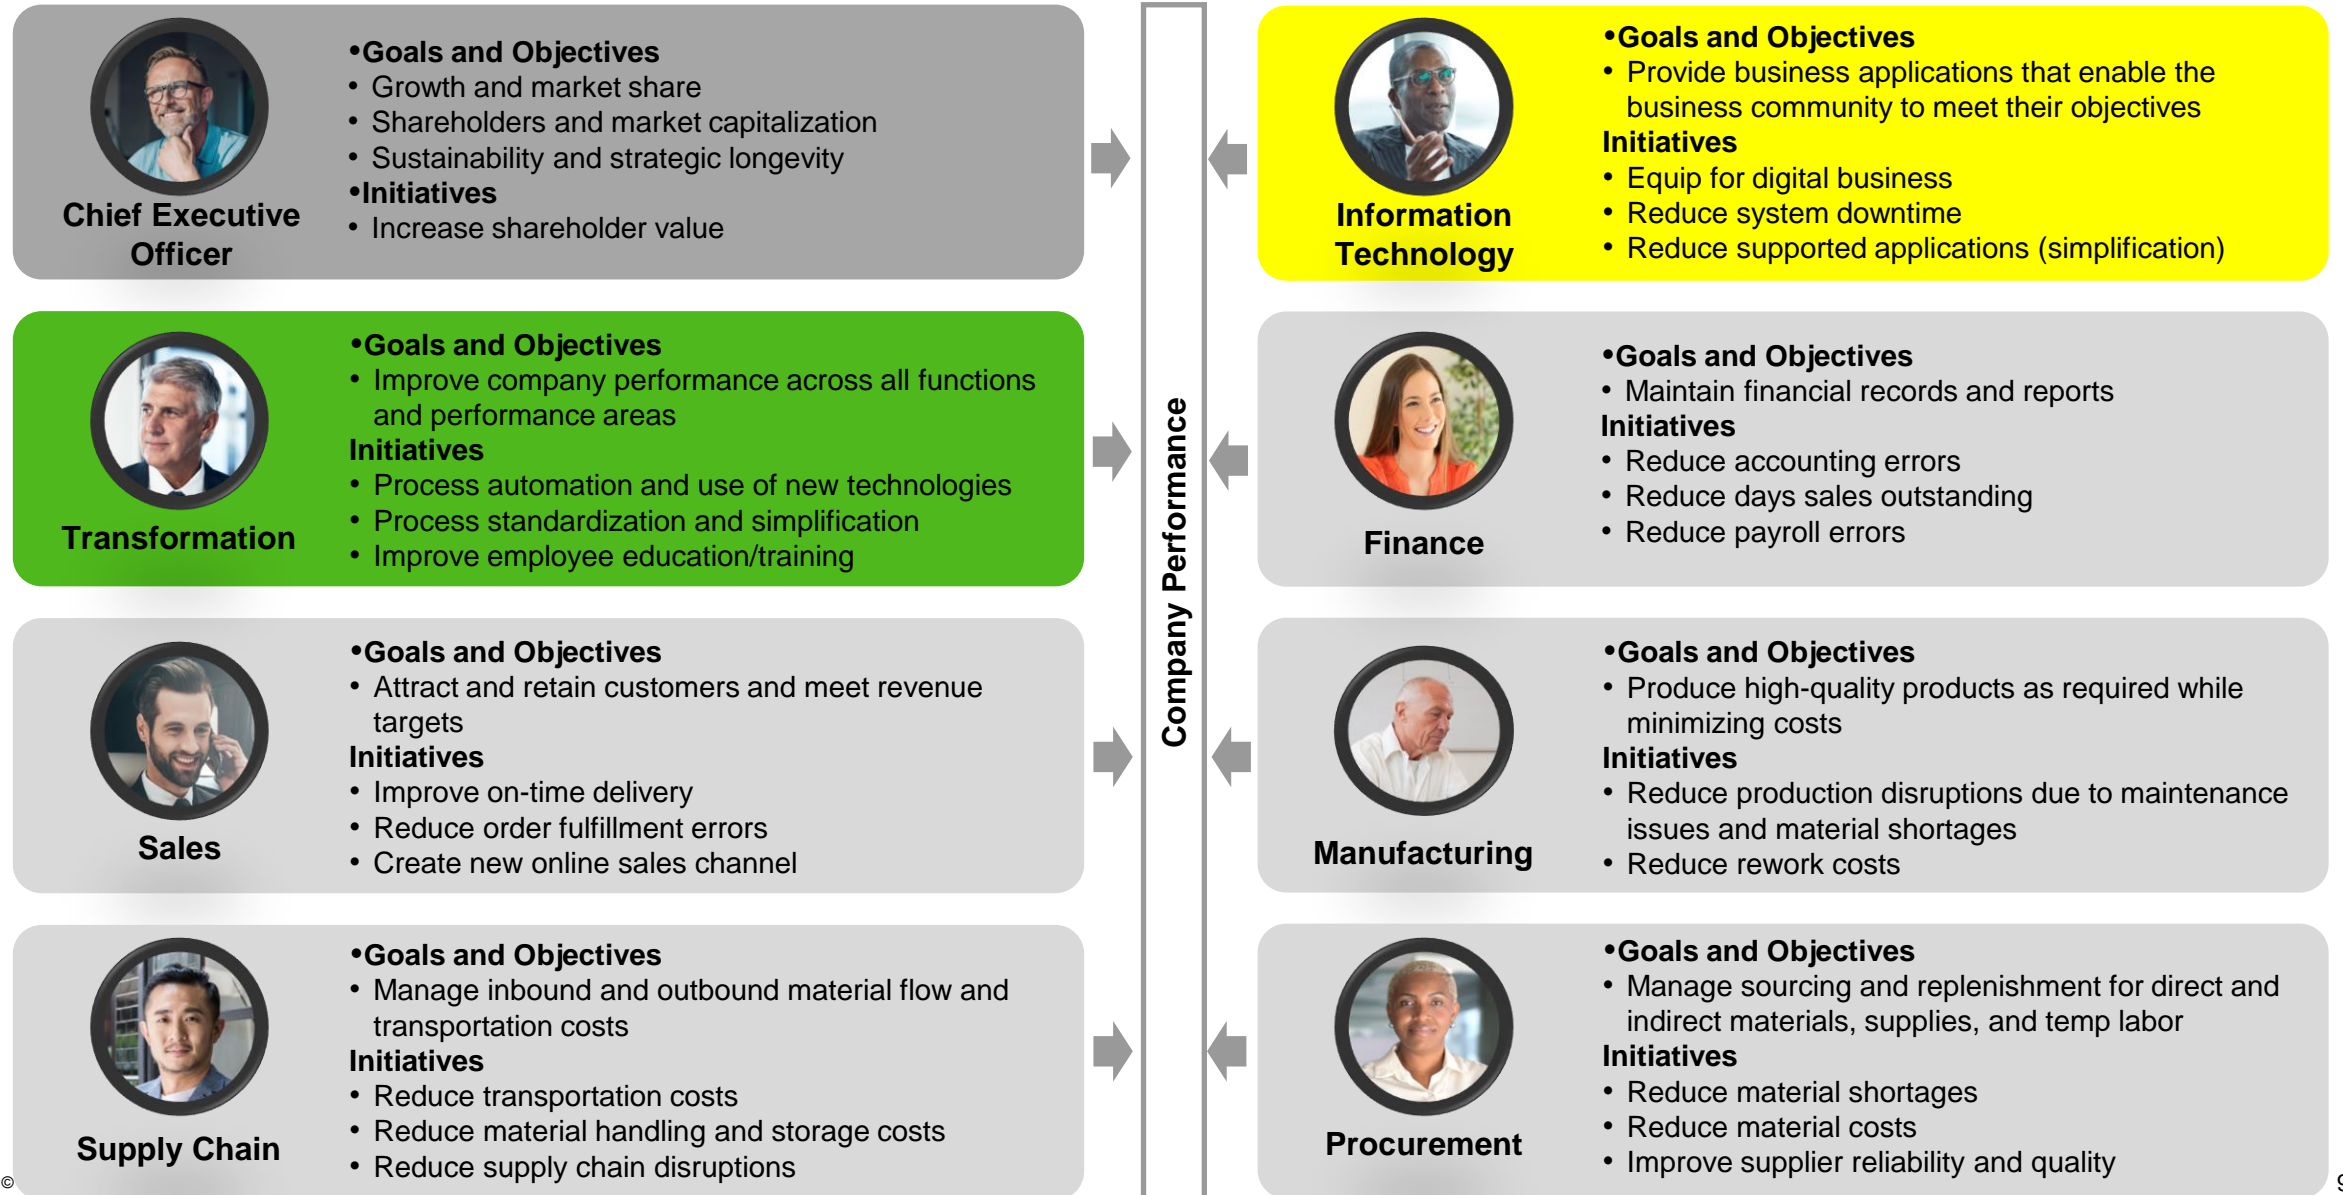 Chief Executive
Officer
•Goals and Objectives
• Growth and market share
• Shareholders and market capitalization
• Sustainability and strategic longevity
•Initiatives
• Increase shareholder value
Transformation
•Goals and Objectives
• Improve company performance across all functions
and performance areas
Initiatives
• Process automation and use of new technologies
• Process standardization and simplification
• Improve employee education/training
Sales
•Goals and Objectives
• Attract and retain customers and meet revenue
targets
Initiatives
• Improve on-time delivery
• Reduce order fulfillment errors
• Create new online sales channel
Supply Chain
•Goals and Objectives
• Manage inbound and outbound material flow and
transportation costs
Initiatives
• Reduce transportation costs
• Reduce material handling and storage costs
• Reduce supply chain disruptions
©
Company Performance
Information
Technology
•Goals and Objectives
• Provide business applications that enable the
business community to meet their objectives
Initiatives
• Equip for digital business
• Reduce system downtime
• Reduce supported applications (simplification)
Finance
•Goals and Objectives
• Maintain financial records and reports
Initiatives
• Reduce accounting errors
• Reduce days sales outstanding
• Reduce payroll errors
Manufacturing
•Goals and Objectives
• Produce high-quality products as required while
minimizing costs
Initiatives
• Reduce production disruptions due to maintenance
issues and material shortages
• Reduce rework costs
Procurement
•Goals and Objectives
• Manage sourcing and replenishment for direct and
indirect materials, supplies, and temp labor
Initiatives
• Reduce material shortages
• Reduce material costs
• Improve supplier reliability and quality